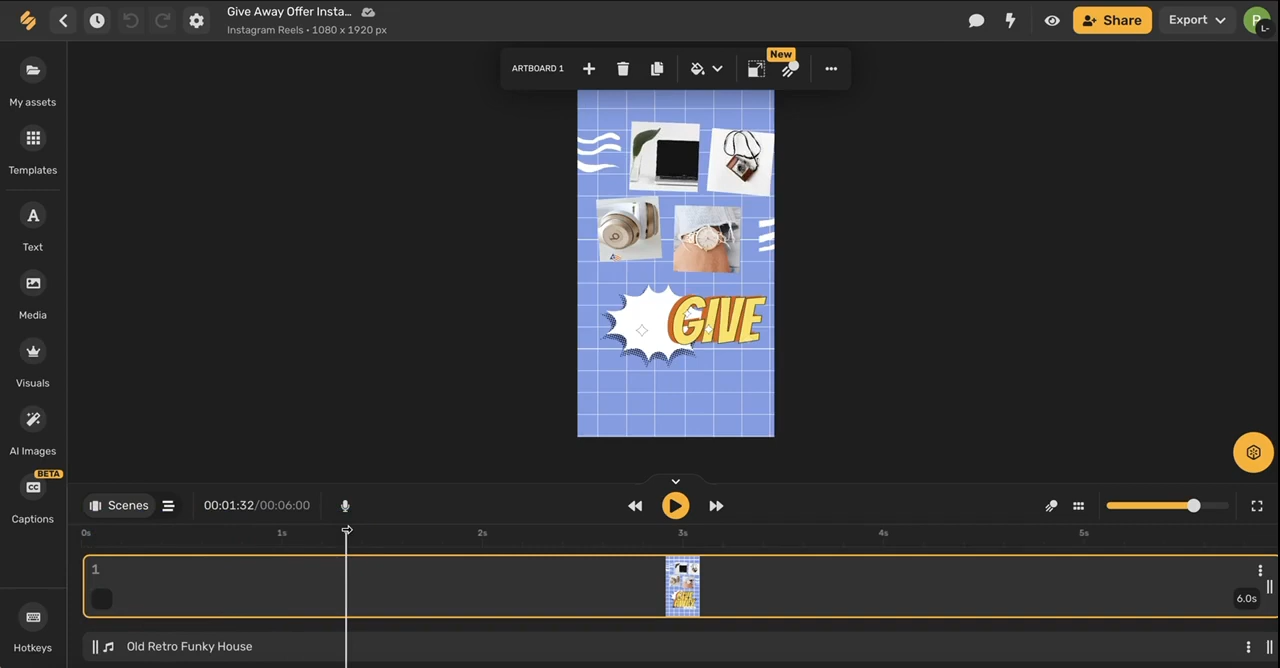 Give Away Offer Insta...
Instagram Reels • 1080 x 1920 px
Share
Export
P
L-
My assets
Templates
Text
Media
Visuals
AI Images
BETA
CC
Captions
Hotkeys
New
ARTBOARD 1
GIVE
Scenes
00:01:32/00:06:00
0s 1s 2s 3s 4s 5s
1
6.0s
Old Retro Funky House